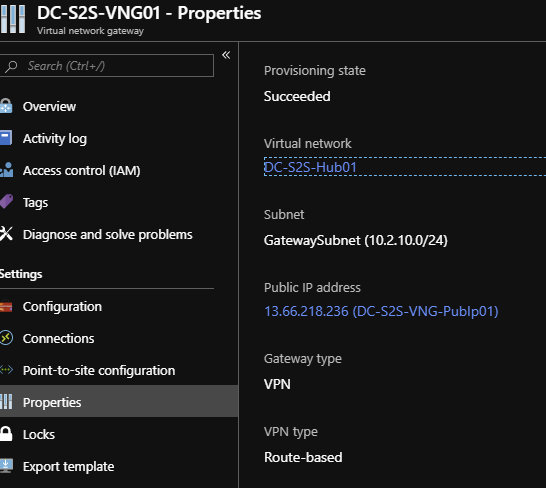 DC-S2S-VNG01 - Properties
Virtual network gateway
Search (Ctrl+/)
«
Overview
Activity log
Access control (IAM)
Tags
Diagnose and solve problems
Settings
Configuration
Connections
Point-to-site configuration
Properties
Locks
Export template
Provisioning state
Succeeded
Virtual network
DC-S2S-Hub01
Subnet
GatewaySubnet (10.2.10.0/24)
Public IP address
13.66.218.236 (DC-S2S-VNG-PubIp01)
Gateway type
VPN
VPN type
Route-based